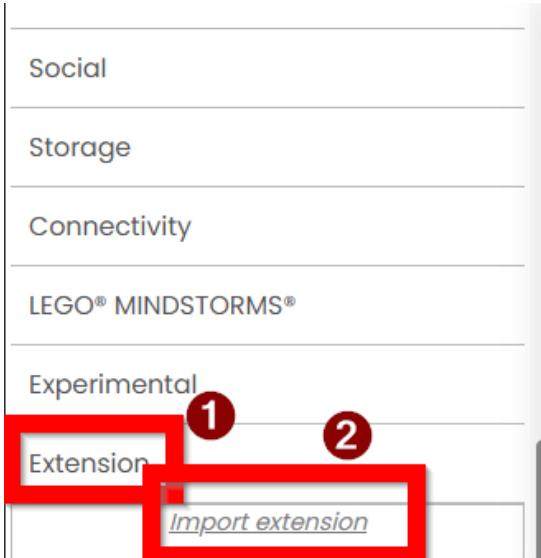 Social
Storage
Connectivity
LEGO® MINDSTORMS®
Experimental
1
2
Extension
Import extension